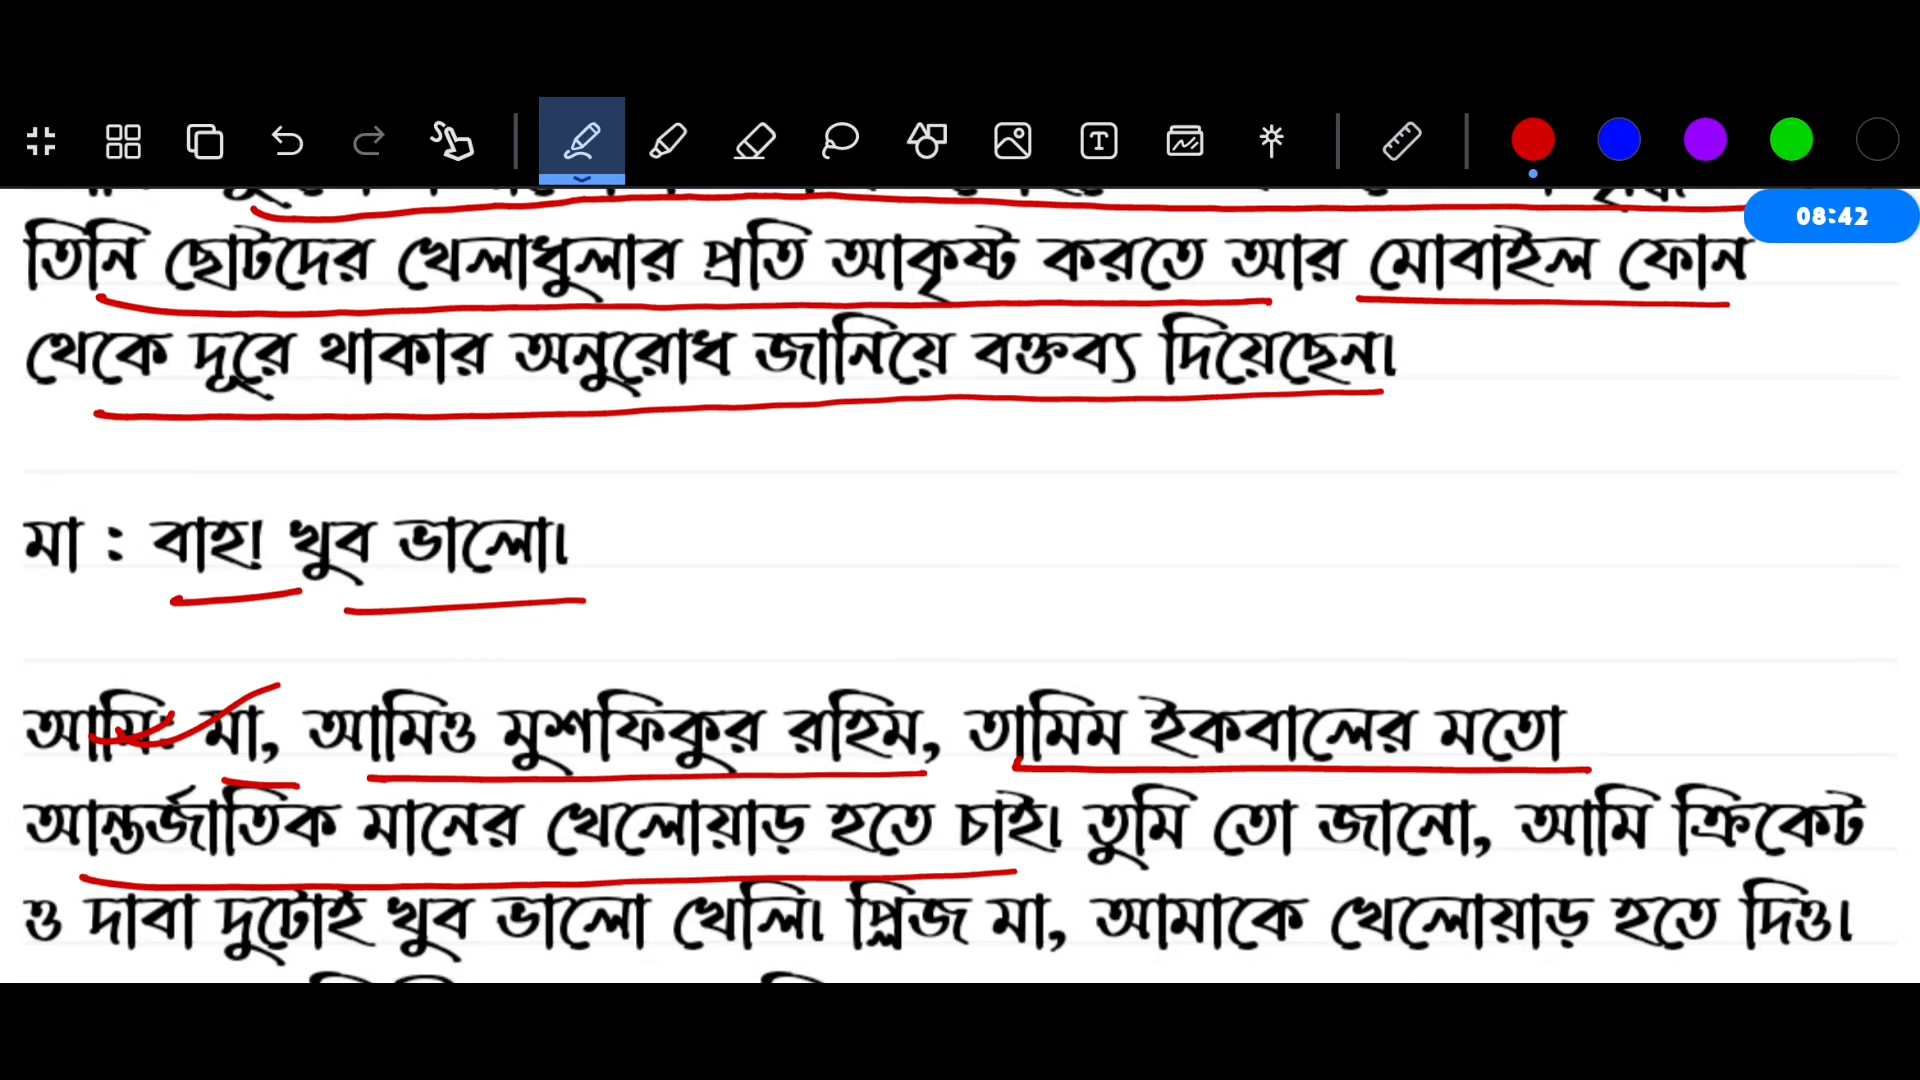 08:42
তিনি ছোটদের খেলাধুলার প্রতি আকৃষ্ট করতে আর মোবাইল ফোন
থেকে দূরে থাকার অনুরোধ জানিয়ে বক্তব্য দিয়েছেন।
মা : বাহ! খুব ভালো।
আমি: মা, আমিও মুশফিকুর রহিম, তামিম ইকবালের মতো
আন্তর্জাতিক মানের খেলোয়াড় হতে চাই। তুমি তো জানো, আমি ক্রিকেট
ও দাবা দুটোই খুব ভালো খেলি। প্লিজ মা, আমাকে খেলোয়াড় হতে দিও।